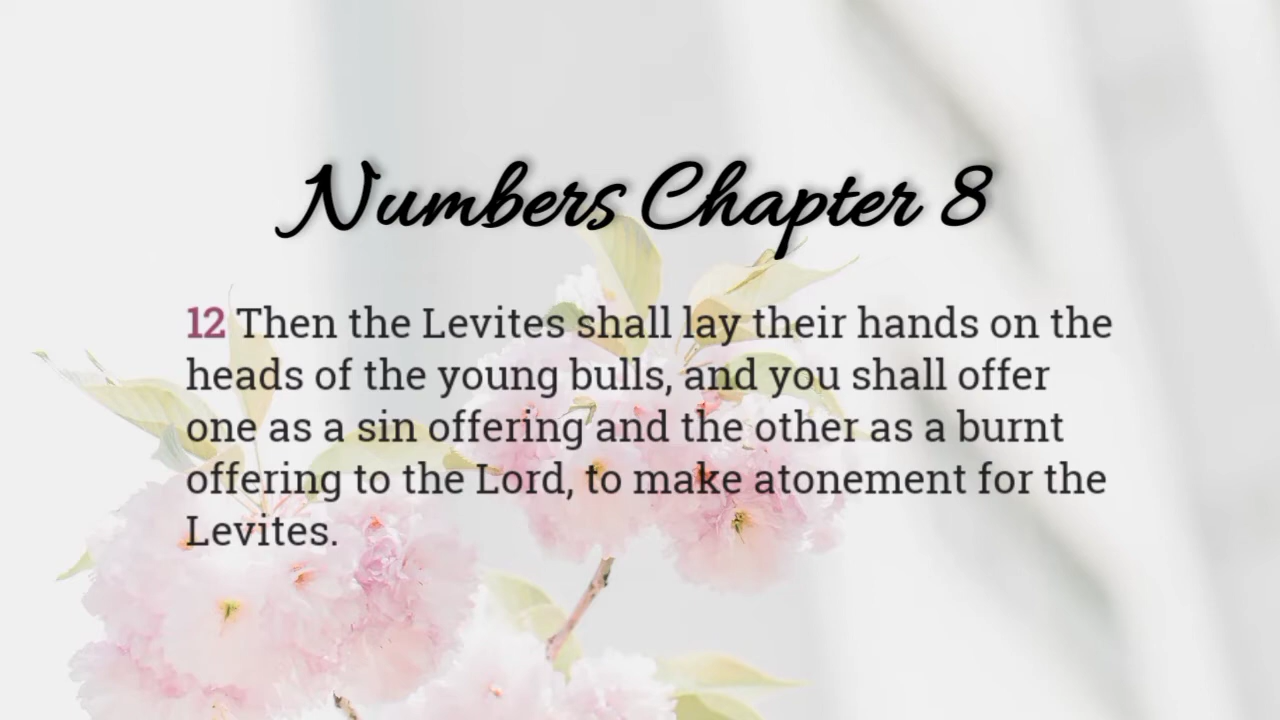 Numbers Chapter 8
12 Then the Levites shall lay their hands on the
heads of the young bulls, and you shall offer
one as a sin offering and the other as a burnt
offering to the Lord, to make atonement for the
Levites.